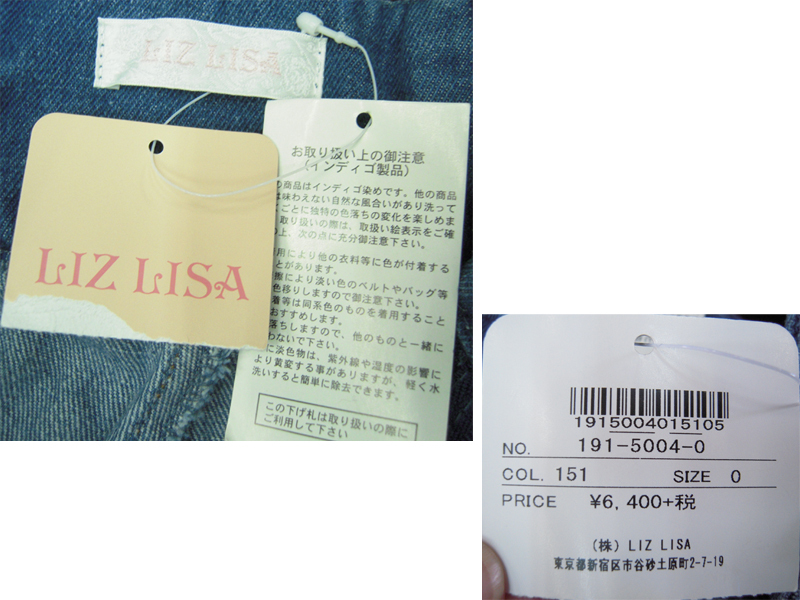 LIZ LISA
LIZ LISA
お取り扱い上の御注意
（インディゴ製品）
の商品はインディゴ染めです。他の商品
は味わえない自然な風合いがあり洗って
くごとに独特の色落ちの変化を楽しめま
取り扱いの際は、取扱い絵表示をご確
の上、次の点に充分御注意下さい。
用により他の衣料等に色が付着する
とがあります。
擦により淡い色のベルトやバッグ等
色移りしますので御注意下さい。
着等は同系色のものを着用すること
おすすめします。
落ちしますので、他のものと一緒に
わないで下さい。
に淡色物は、紫外線や湿度の影響に
より黄変する事がありますが、軽く水
洗いすると簡単に除去できます。
この下げ札は取り扱いの際に
ご利用して下さい
1915004015105
NO. 191-5004-0
COL. 151 SIZE 0
PRICE ¥6,400+税
（株）LIZ LISA
東京都新宿区市谷砂土原町2-7-19